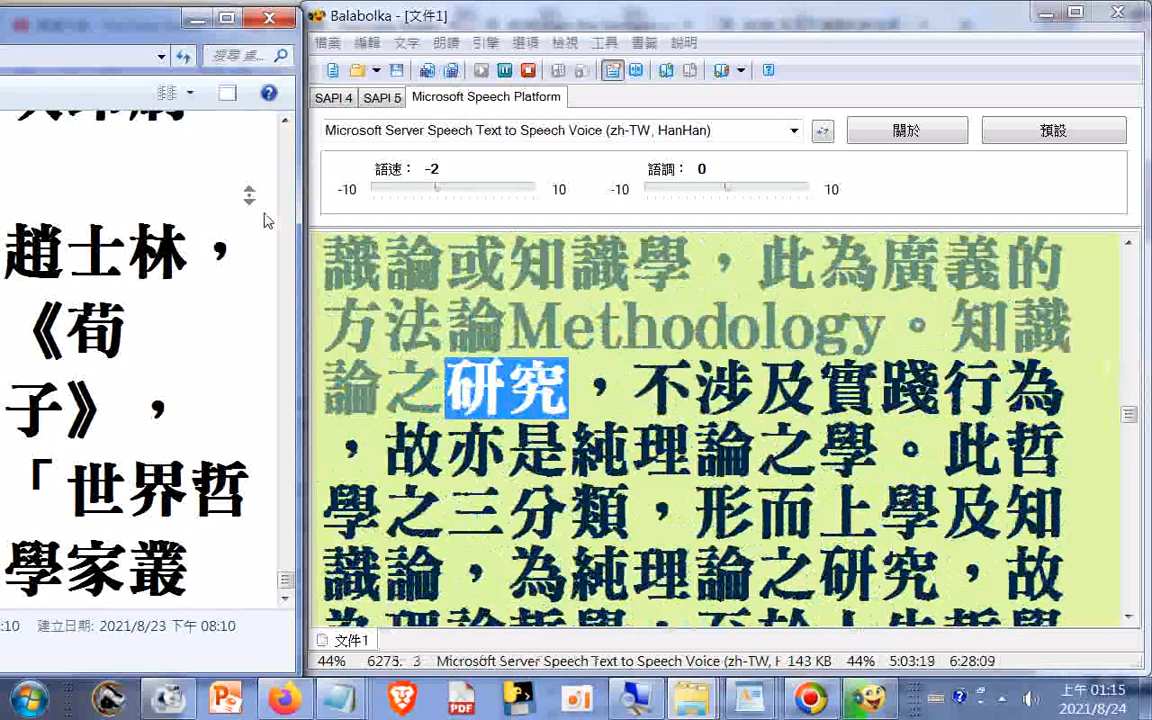 Balabolka - [文件1]
檔案 編輯 文字 朗讀 引擎 選項 檢視 工具 書籤 說明
搜尋 桌...
SAPI 4 SAPI 5 Microsoft Speech Platform
Microsoft Server Speech Text to Speech Voice (zh-TW, HanHan)
關於 預設
語速： -2 語調： 0
-10 10 -10 10
趙士林，
《荀
子》，
「世界哲
學家叢
:10 建立日期: 2021/8/23 下午 08:10
識論或知識學，此為廣義的
方法論Methodology。知識
論之研究，不涉及實踐行為
，故亦是純理論之學。此哲
學之三分類，形而上學及知
識論，為純理論之研究，故
文件1
44% 6273. 3 Microsoft Server Speech Text to Speech Voice (zh-TW, H 143 KB 44% 5:03:19 6:28:09
PDF
上午 01:15
2021/8/24